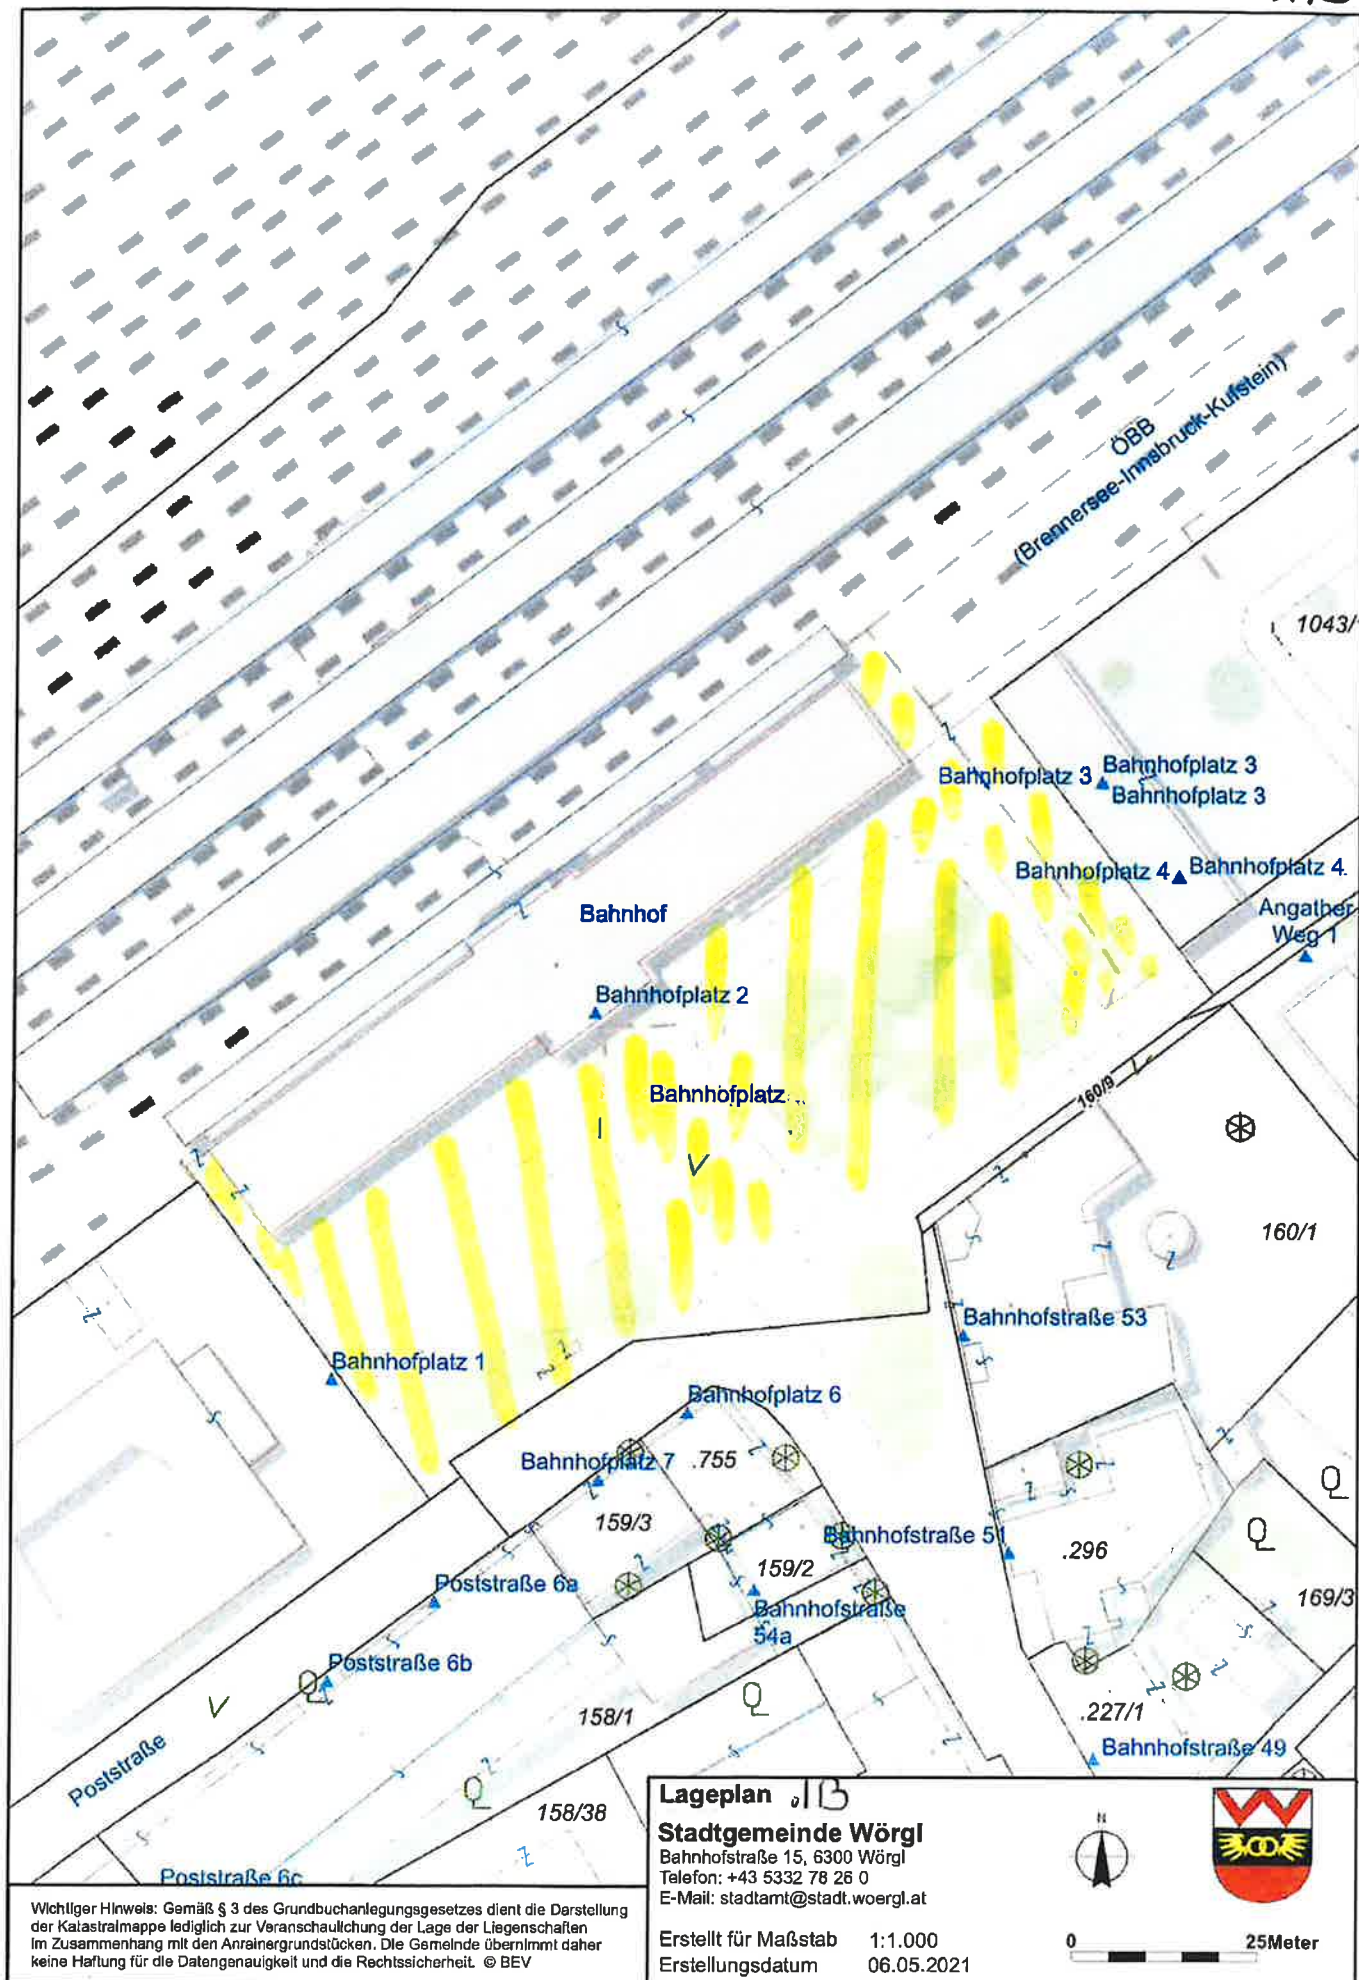 ÖBB
(Brennersee-Innsbruck-Kufstein)
1043/
Bahnhofplatz 3
Bahnhofplatz 3
Bahnhofplatz 3
Bahnhofplatz 4
Bahnhofplatz 4
Angather
Weg 1
Bahnhof
Bahnhofplatz 2
Bahnhofplatz
160/9
160/1
Bahnhofstraße 53
Bahnhofplatz 1
Bahnhofplatz 6
Bahnhofplatz 7
.755
159/3
Bahnhofstraße 51
.296
159/2
169/3
Poststraße 6a
Bahnhofstraße
54a
Poststraße 6b
158/1
.227/1
Bahnhofstraße 49
Poststraße
158/38
Poststraße 6c
Lageplan
Stadtgemeinde Wörgl
Bahnhofstraße 15, 6300 Wörgl
Telefon: +43 5332 78 26 0
E-Mail: stadtamt@stadt.woergl.at
Erstellt für Maßstab 1:1.000
Erstellungsdatum 06.05.2021
N
0 25Meter
Wichtiger Hinweis: Gemäß § 3 des Grundbuchanlegungsgesetzes dient die Darstellung
der Katastralmappe lediglich zur Veranschaulichung der Lage der Liegenschaften
im Zusammenhang mit den Anrainergrundstücken. Die Gemeinde übernimmt daher
keine Haftung für die Datengenauigkeit und die Rechtssicherheit. © BEV